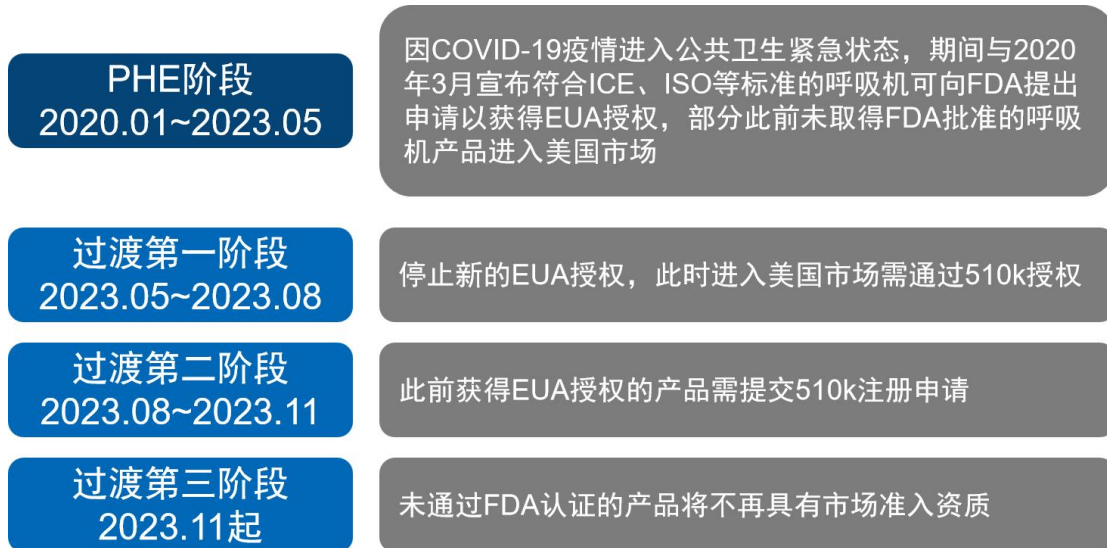 PHE阶段
2020.01~2023.05
因COVID-19疫情进入公共卫生紧急状态，期间与2020
年3月宣布符合ICE、ISO等标准的呼吸机可向FDA提出
申请以获得EUA授权，部分此前未取得FDA批准的呼吸
机产品进入美国市场
过渡第一阶段
2023.05~2023.08
停止新的EUA授权，此时进入美国市场需通过510k授权
过渡第二阶段
2023.08~2023.11
此前获得EUA授权的产品需提交510k注册申请
过渡第三阶段
2023.11起
未通过FDA认证的产品将不再具有市场准入资质